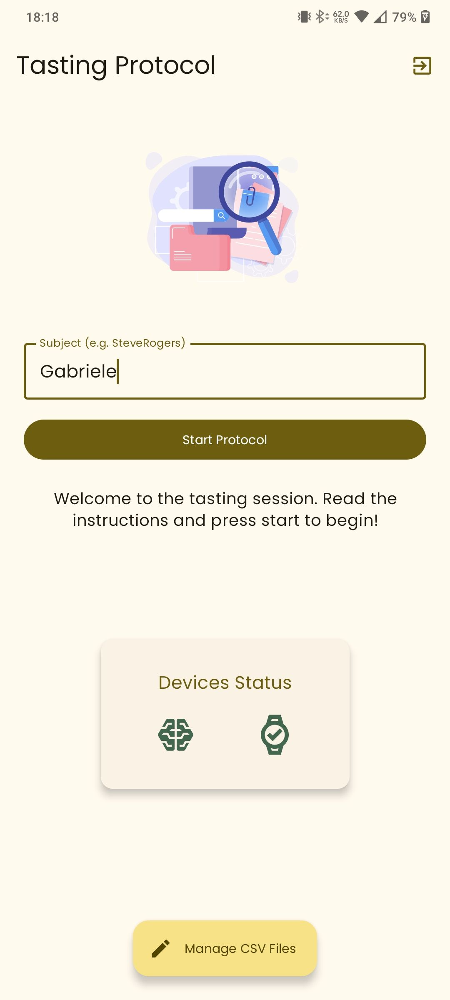 18:18
62.0
KB/S
79%
Tasting Protocol
Subject (e.g. SteveRogers)
Gabriele
Start Protocol
Welcome to the tasting session. Read the
instructions and press start to begin!
Devices Status
Manage CSV Files